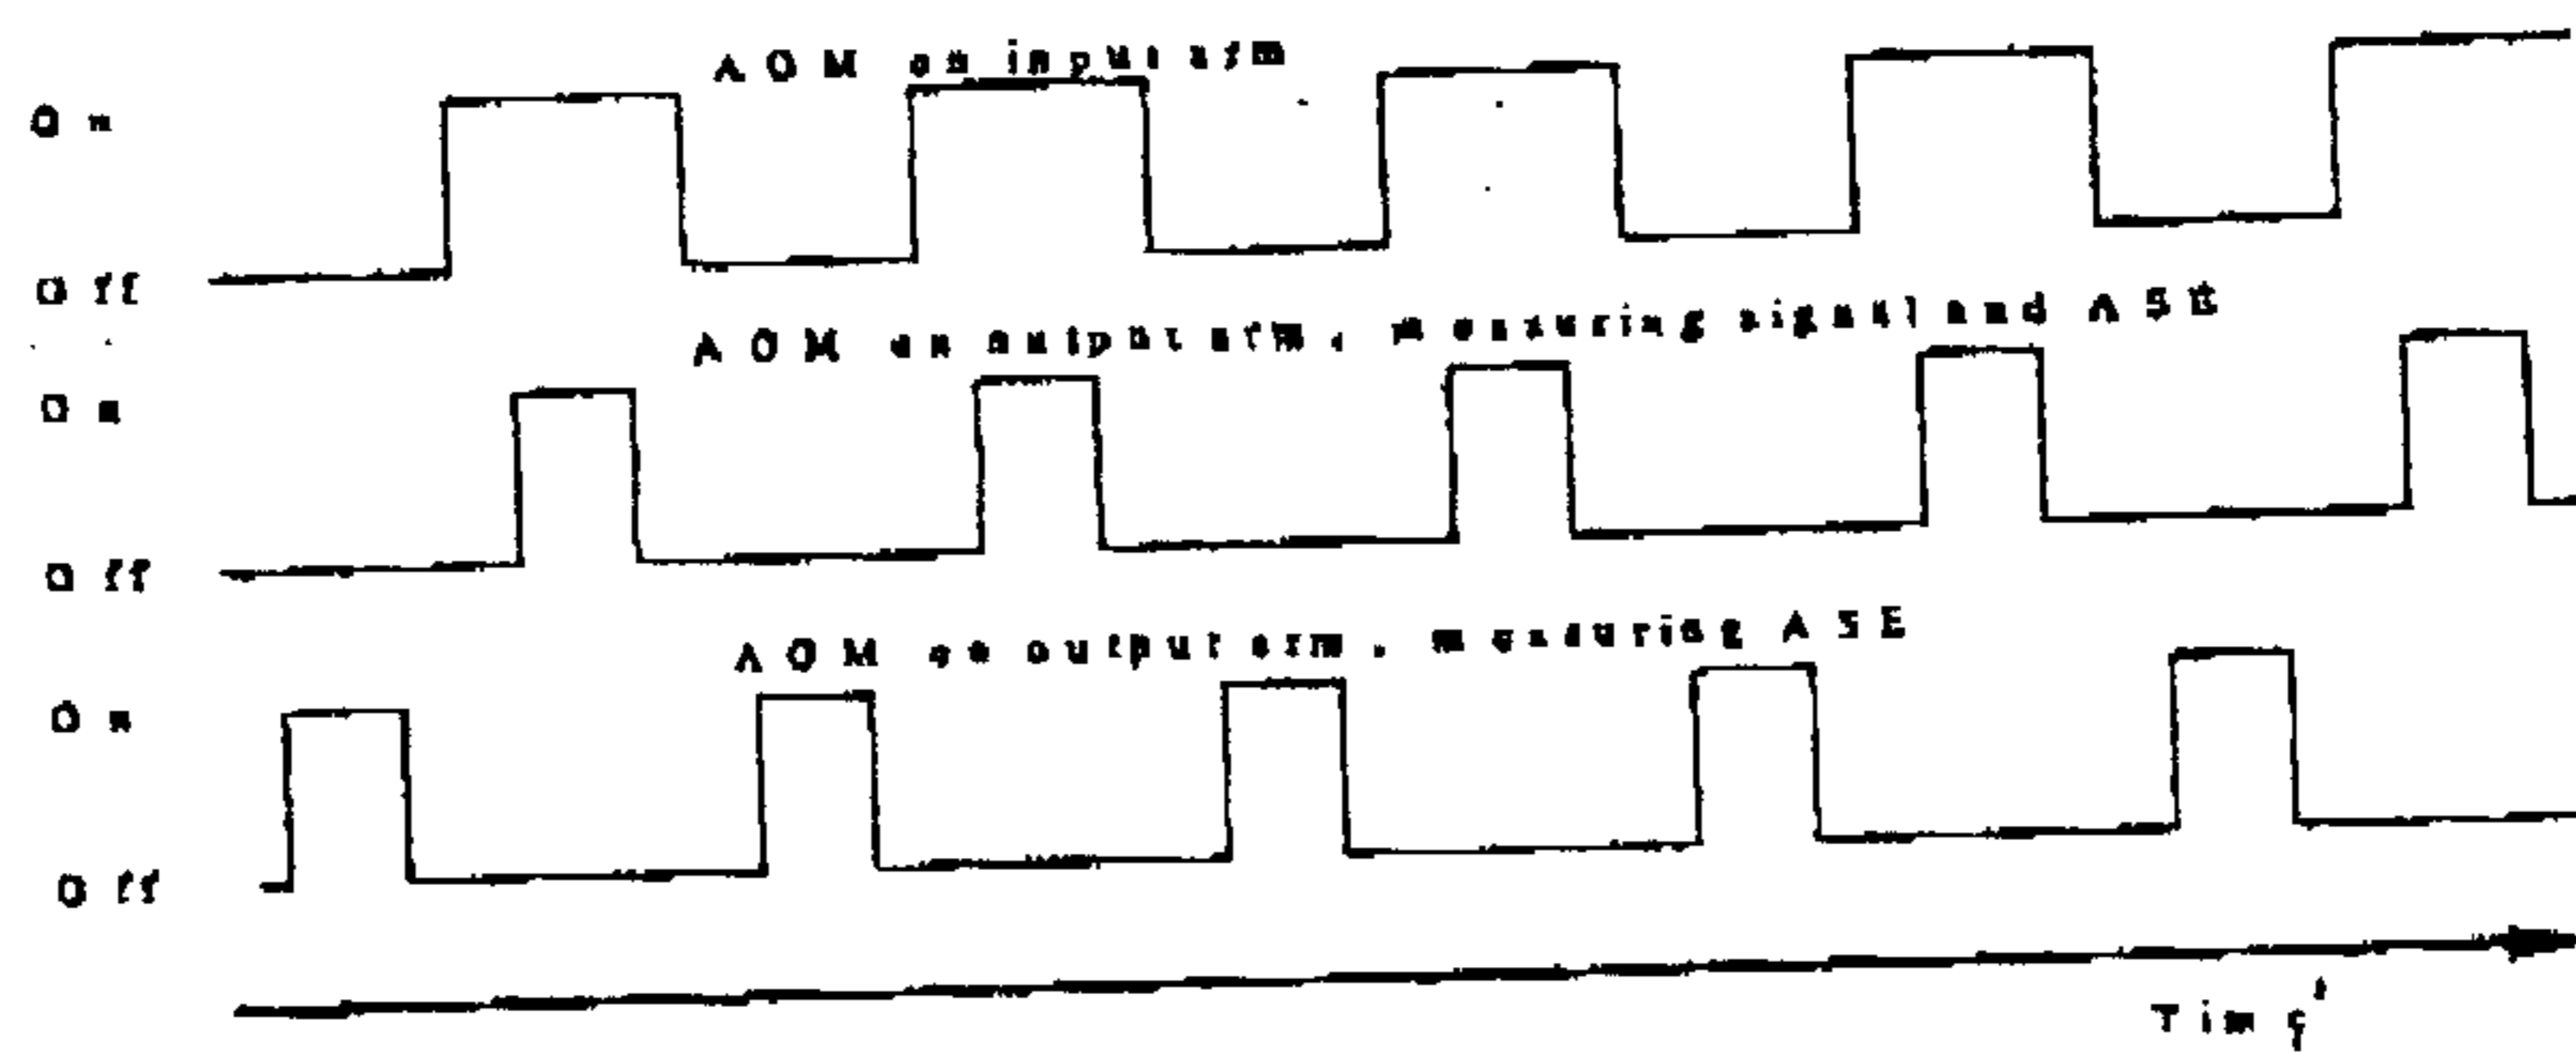 AOM on input arm
On
Off
AOM on output arm, measuring signal and ASE
On
Off
AOM on output arm, measuring ASE
On
Off
Time